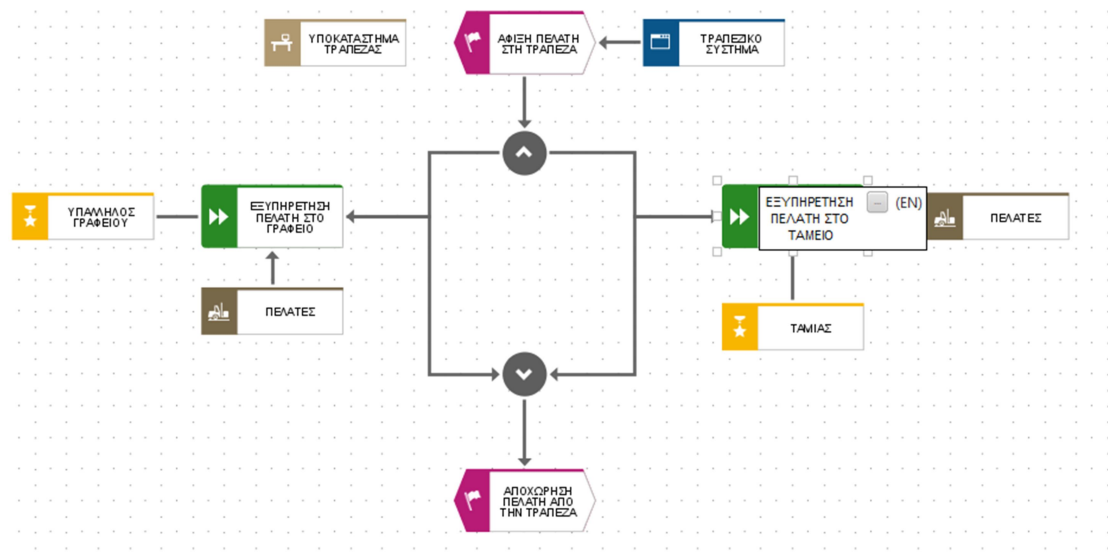 ΥΠΟΚΑΤΑΣΤΗΜΑ
ΤΡΑΠΕΖΑΣ
ΑΦΙΞΗ ΠΕΛΑΤΗ
ΣΤΗ ΤΡΑΠΕΖΑ
ΤΡΑΠΕΖΙΚΟ
ΣΥΣΤΗΜΑ
ΥΠΑΛΛΗΛΟΣ
ΓΡΑΦΕΙΟΥ
ΕΞΥΠΗΡΕΤΗΣΗ
ΠΕΛΑΤΗ ΣΤΟ
ΓΡΑΦΕΙΟ
ΕΞΥΠΗΡΕΤΗΣΗ
ΠΕΛΑΤΗ ΣΤΟ
ΤΑΜΕΙΟ
(EN)
ΠΕΛΑΤΕΣ
ΠΕΛΑΤΕΣ
ΤΑΜΙΑΣ
ΑΠΟΧΩΡΗΣΗ
ΠΕΛΑΤΗ ΑΠΟ
ΤΗΝ ΤΡΑΠΕΖΑ